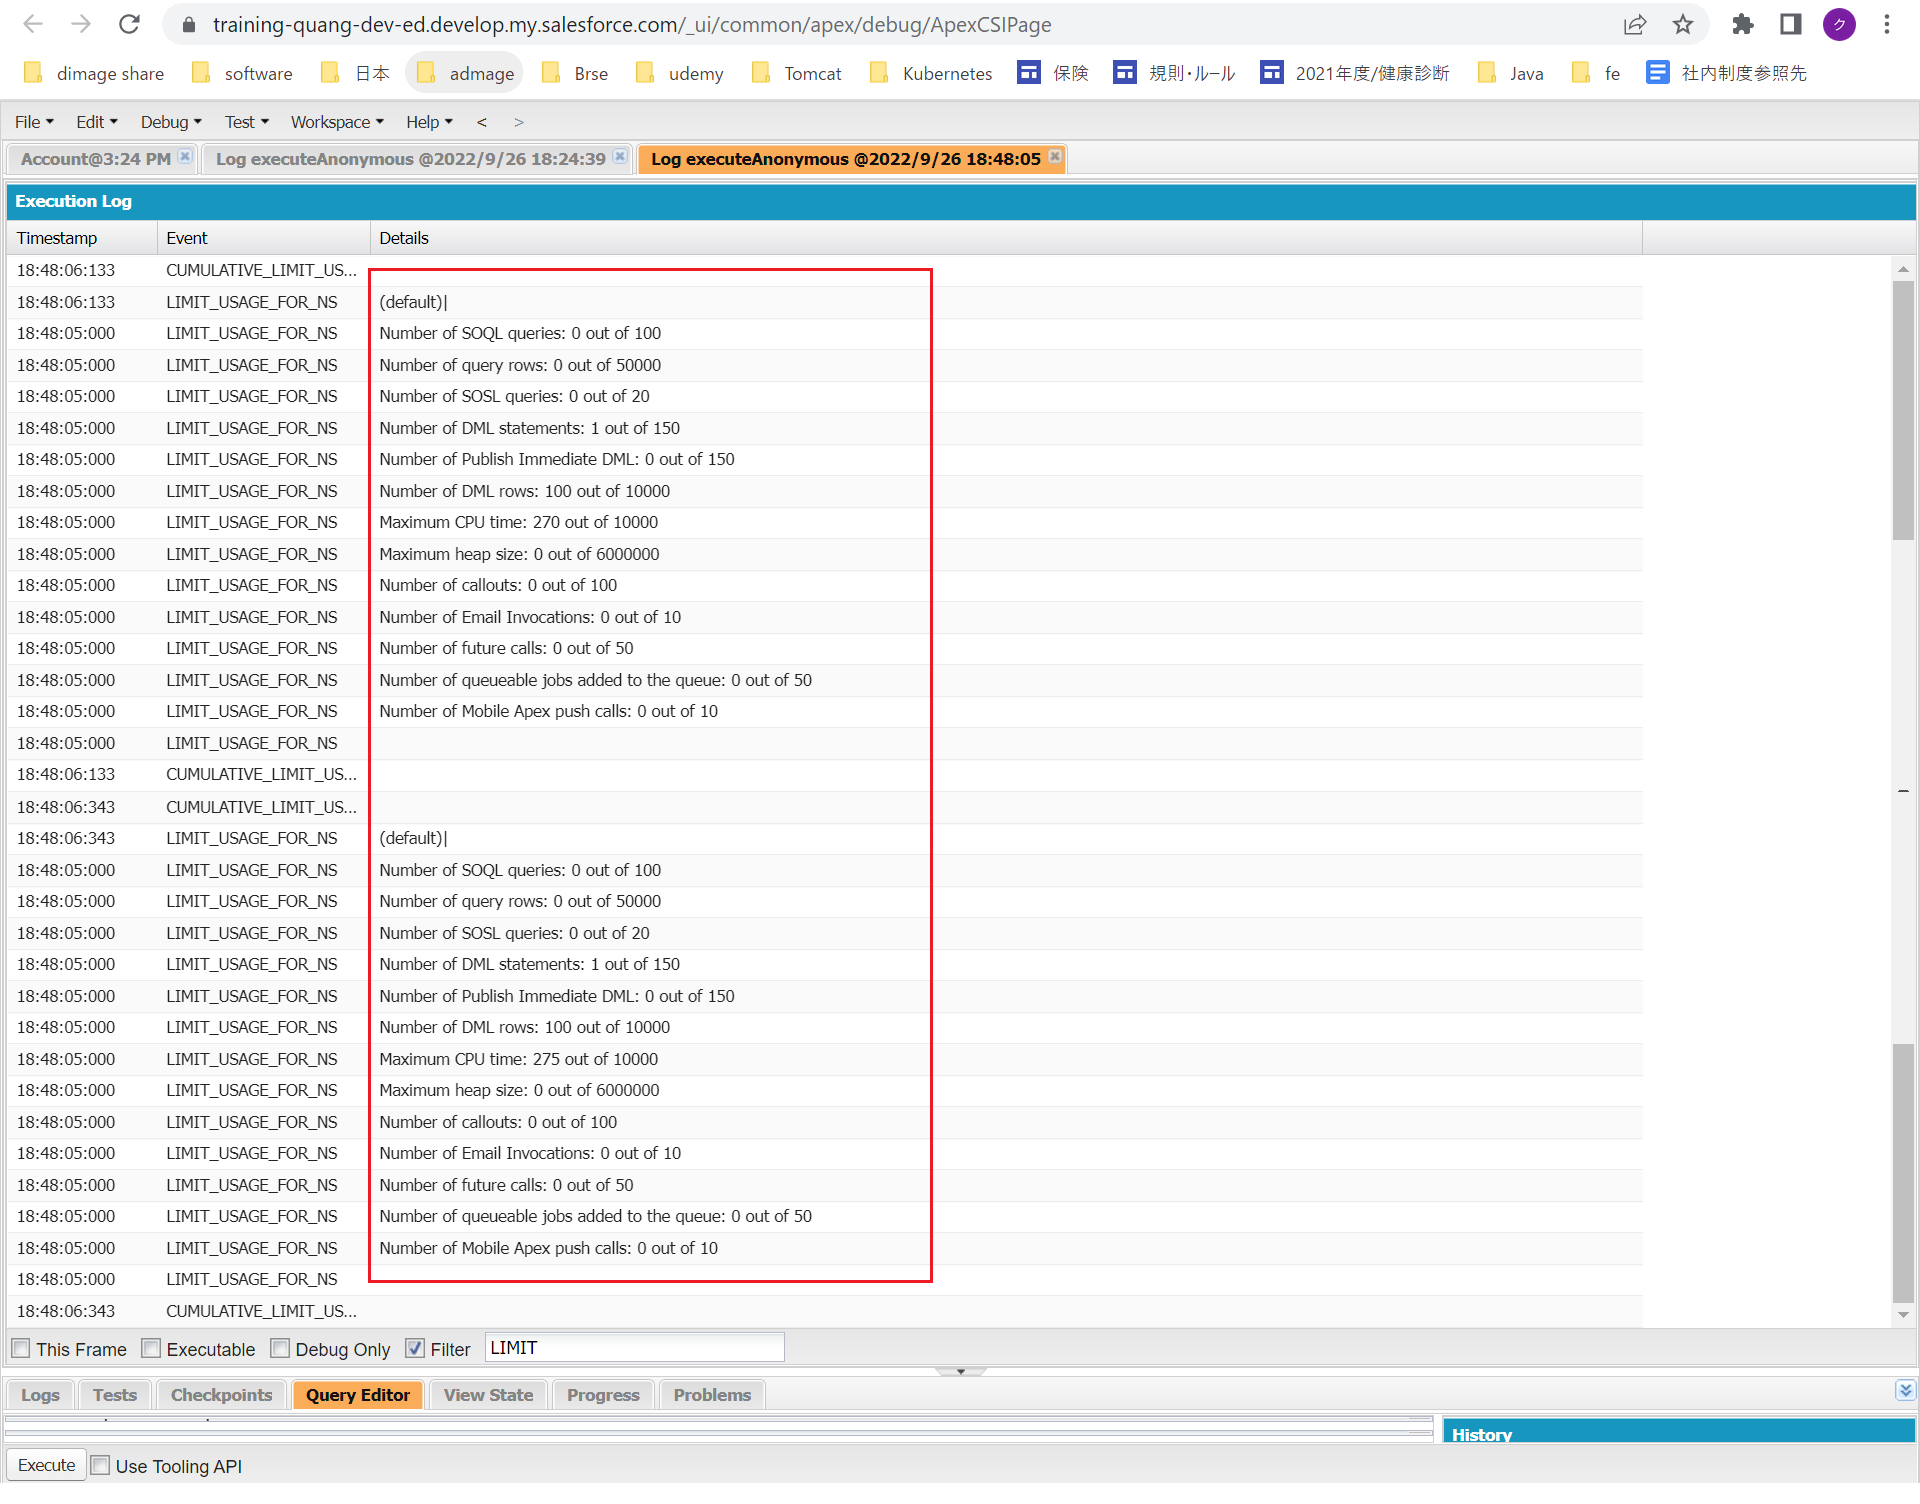 training-quang-dev-ed.develop.my.salesforce.com/_ui/common/apex/debug/ApexCSIPage
ク
dimage share software 日本 admage Brse udemy Tomcat Kubernetes 保険 規則・ルール 2021年度/健康診断 Java fe 社内制度参照先
File Edit Debug Test Workspace Help < >
Account@3:24 PM Log executeAnonymous @2022/9/26 18:24:39 Log executeAnonymous @2022/9/26 18:48:05
Execution Log
Timestamp Event Details
18:48:06:133 CUMULATIVE_LIMIT_US...
18:48:06:133 LIMIT_USAGE_FOR_NS (default)|
18:48:05:000 LIMIT_USAGE_FOR_NS Number of SOQL queries: 0 out of 100
18:48:05:000 LIMIT_USAGE_FOR_NS Number of query rows: 0 out of 50000
18:48:05:000 LIMIT_USAGE_FOR_NS Number of SOSL queries: 0 out of 20
18:48:05:000 LIMIT_USAGE_FOR_NS Number of DML statements: 1 out of 150
18:48:05:000 LIMIT_USAGE_FOR_NS Number of Publish Immediate DML: 0 out of 150
18:48:05:000 LIMIT_USAGE_FOR_NS Number of DML rows: 100 out of 10000
18:48:05:000 LIMIT_USAGE_FOR_NS Maximum CPU time: 270 out of 10000
18:48:05:000 LIMIT_USAGE_FOR_NS Maximum heap size: 0 out of 6000000
18:48:05:000 LIMIT_USAGE_FOR_NS Number of callouts: 0 out of 100
18:48:05:000 LIMIT_USAGE_FOR_NS Number of Email Invocations: 0 out of 10
18:48:05:000 LIMIT_USAGE_FOR_NS Number of future calls: 0 out of 50
18:48:05:000 LIMIT_USAGE_FOR_NS Number of queueable jobs added to the queue: 0 out of 50
18:48:05:000 LIMIT_USAGE_FOR_NS Number of Mobile Apex push calls: 0 out of 10
18:48:05:000 LIMIT_USAGE_FOR_NS
18:48:06:133 CUMULATIVE_LIMIT_US...
18:48:06:343 CUMULATIVE_LIMIT_US...
18:48:06:343 LIMIT_USAGE_FOR_NS (default)|
18:48:05:000 LIMIT_USAGE_FOR_NS Number of SOQL queries: 0 out of 100
18:48:05:000 LIMIT_USAGE_FOR_NS Number of query rows: 0 out of 50000
18:48:05:000 LIMIT_USAGE_FOR_NS Number of SOSL queries: 0 out of 20
18:48:05:000 LIMIT_USAGE_FOR_NS Number of DML statements: 1 out of 150
18:48:05:000 LIMIT_USAGE_FOR_NS Number of Publish Immediate DML: 0 out of 150
18:48:05:000 LIMIT_USAGE_FOR_NS Number of DML rows: 100 out of 10000
18:48:05:000 LIMIT_USAGE_FOR_NS Maximum CPU time: 275 out of 10000
18:48:05:000 LIMIT_USAGE_FOR_NS Maximum heap size: 0 out of 6000000
18:48:05:000 LIMIT_USAGE_FOR_NS Number of callouts: 0 out of 100
18:48:05:000 LIMIT_USAGE_FOR_NS Number of Email Invocations: 0 out of 10
18:48:05:000 LIMIT_USAGE_FOR_NS Number of future calls: 0 out of 50
18:48:05:000 LIMIT_USAGE_FOR_NS Number of queueable jobs added to the queue: 0 out of 50
18:48:05:000 LIMIT_USAGE_FOR_NS Number of Mobile Apex push calls: 0 out of 10
18:48:05:000 LIMIT_USAGE_FOR_NS
18:48:06:343 CUMULATIVE_LIMIT_US...
This Frame Executable Debug Only Filter LIMIT
Logs Tests Checkpoints Query Editor View State Progress Problems
History
Execute Use Tooling API